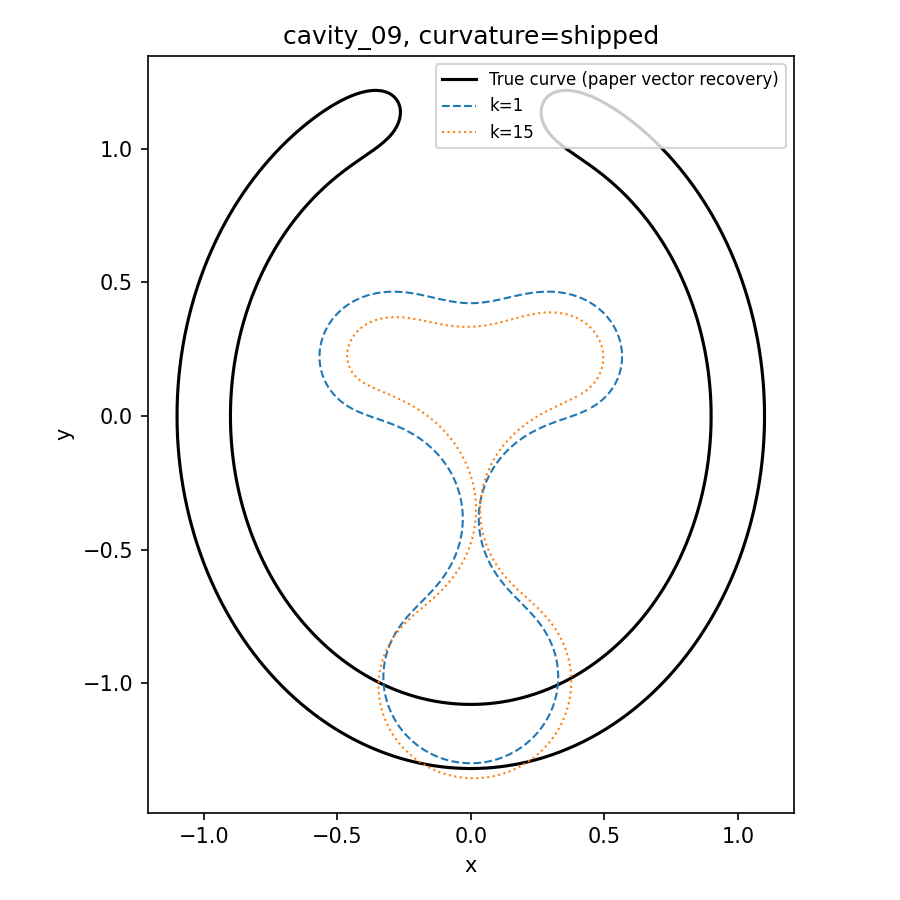 cavity_09, curvature=shipped
True curve (paper vector recovery)
k=1
k=15
1.0
0.5
0.0
−0.5
−1.0
y
−1.0 −0.5 0.0 0.5 1.0
x